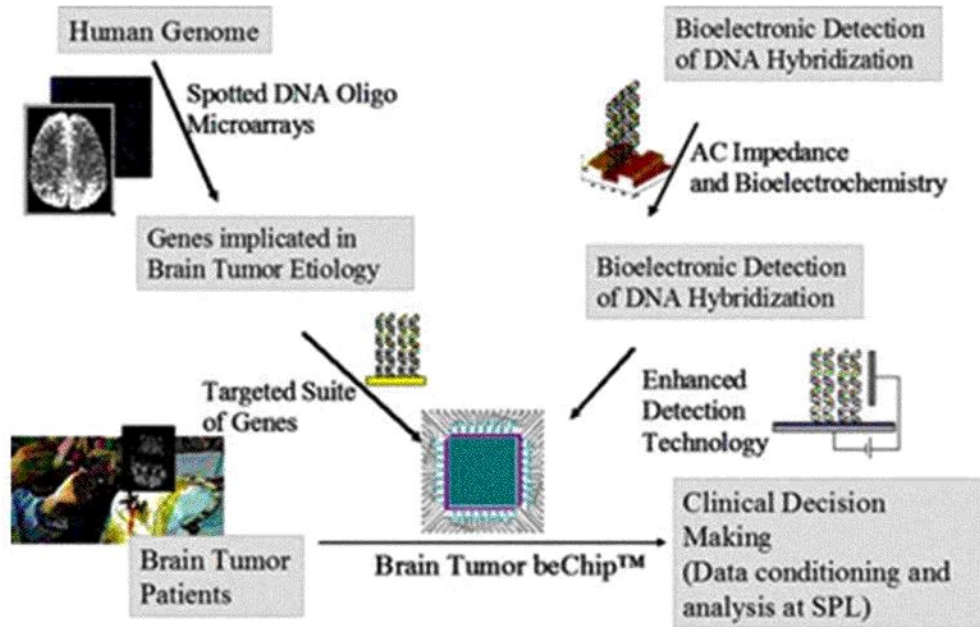 Human Genome
Bioelectronic Detection
of DNA Hybridization
Spotted DNA Oligo
Microarrays
AC Impedance
and Bioelectrochemistry
Genes implicated in
Brain Tumor Etiology
Bioelectronic Detection
of DNA Hybridization
Targeted Suite
of Genes
Enhanced
Detection
Technology
Brain Tumor
Patients
Brain Tumor beChip™
Clinical Decision
Making
(Data conditioning and
analysis at SPL)